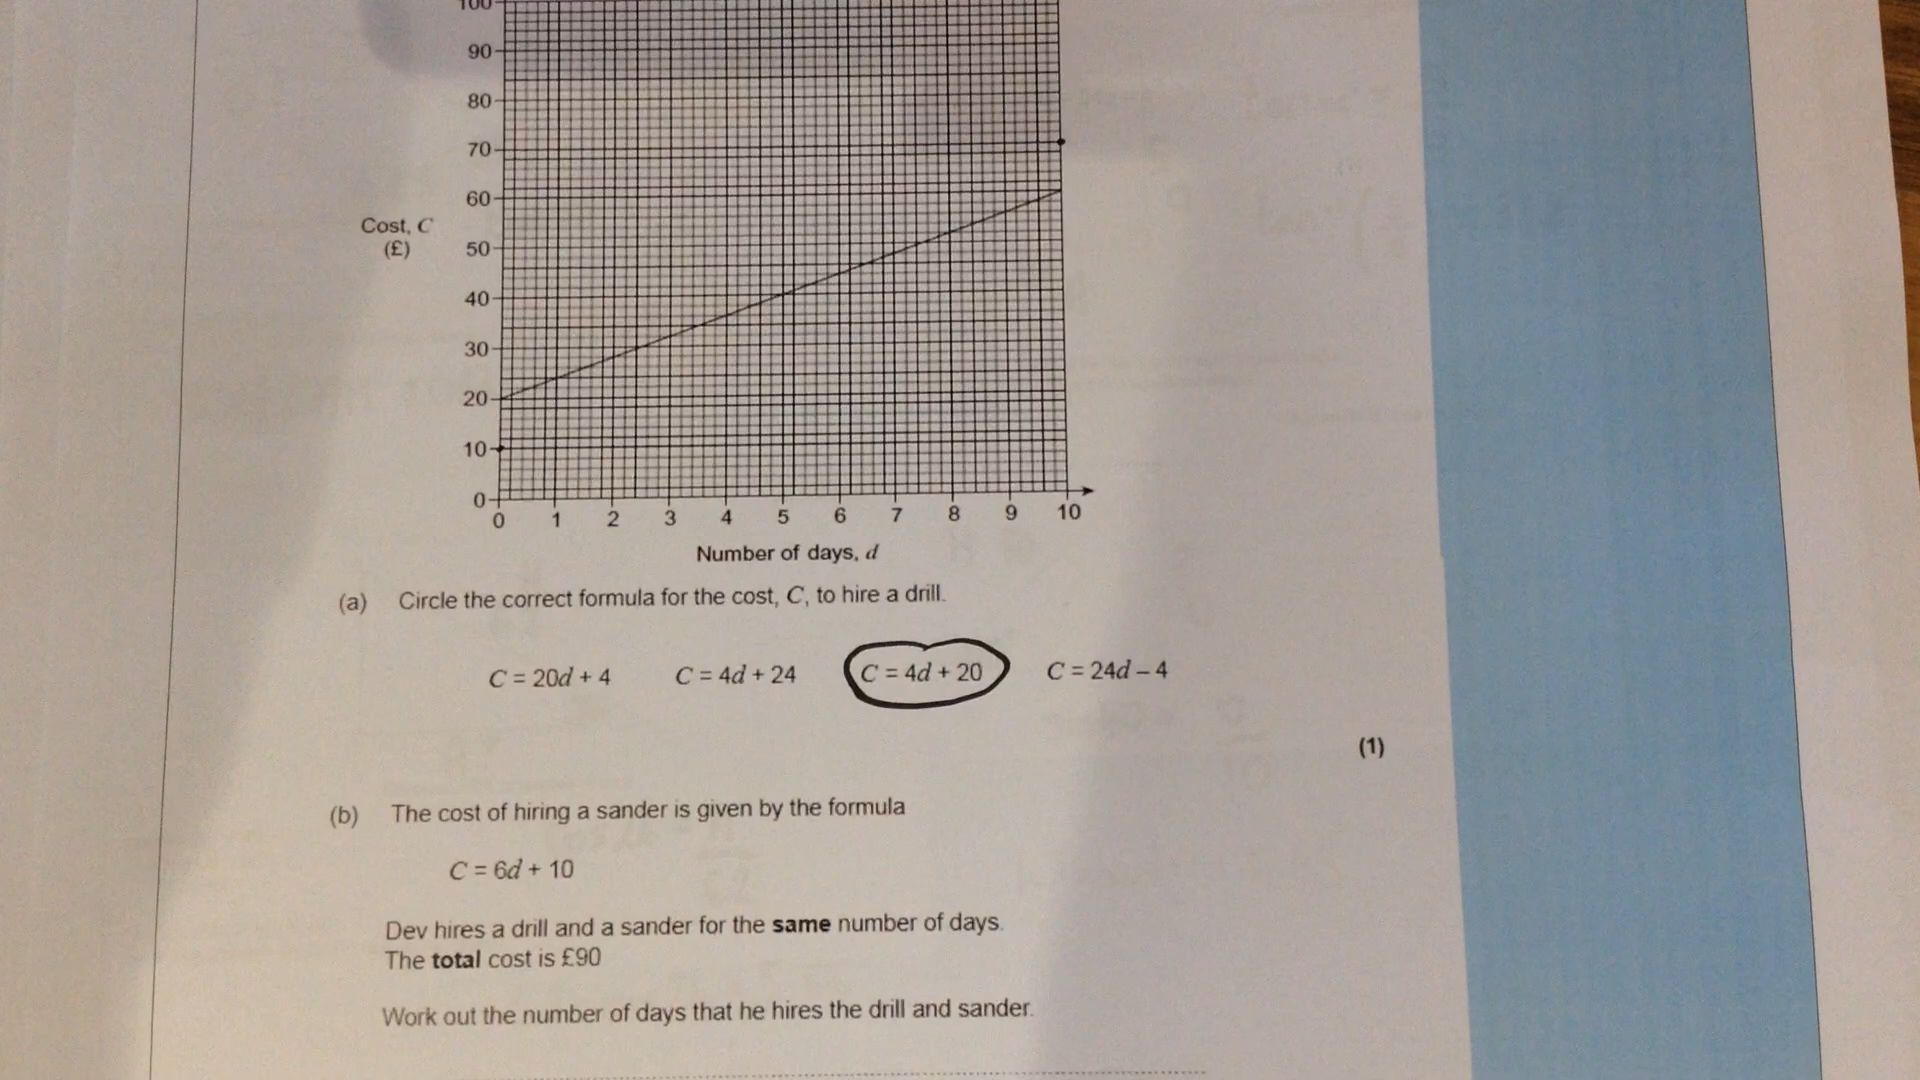 100
90
80
70
60
Cost, C
(£)
50
40
30
20
10
0
0 1 2 3 4 5 6 7 8 9 10
Number of days, d
(a) Circle the correct formula for the cost, C, to hire a drill.
C = 20d + 4 C = 4d + 24 C = 4d + 20 C = 24d – 4
(1)
(b) The cost of hiring a sander is given by the formula
C = 6d + 10
Dev hires a drill and a sander for the same number of days.
The total cost is £90
Work out the number of days that he hires the drill and sander.